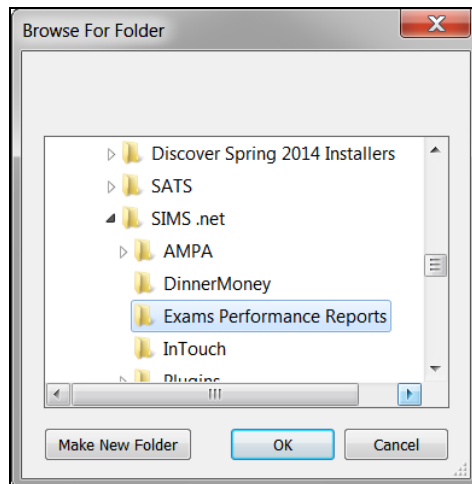 Browse For Folder
Discover Spring 2014 Installers
SATS
SIMS .net
AMPA
DinnerMoney
Exams Performance Reports
InTouch
Plugins
Make New Folder OK Cancel